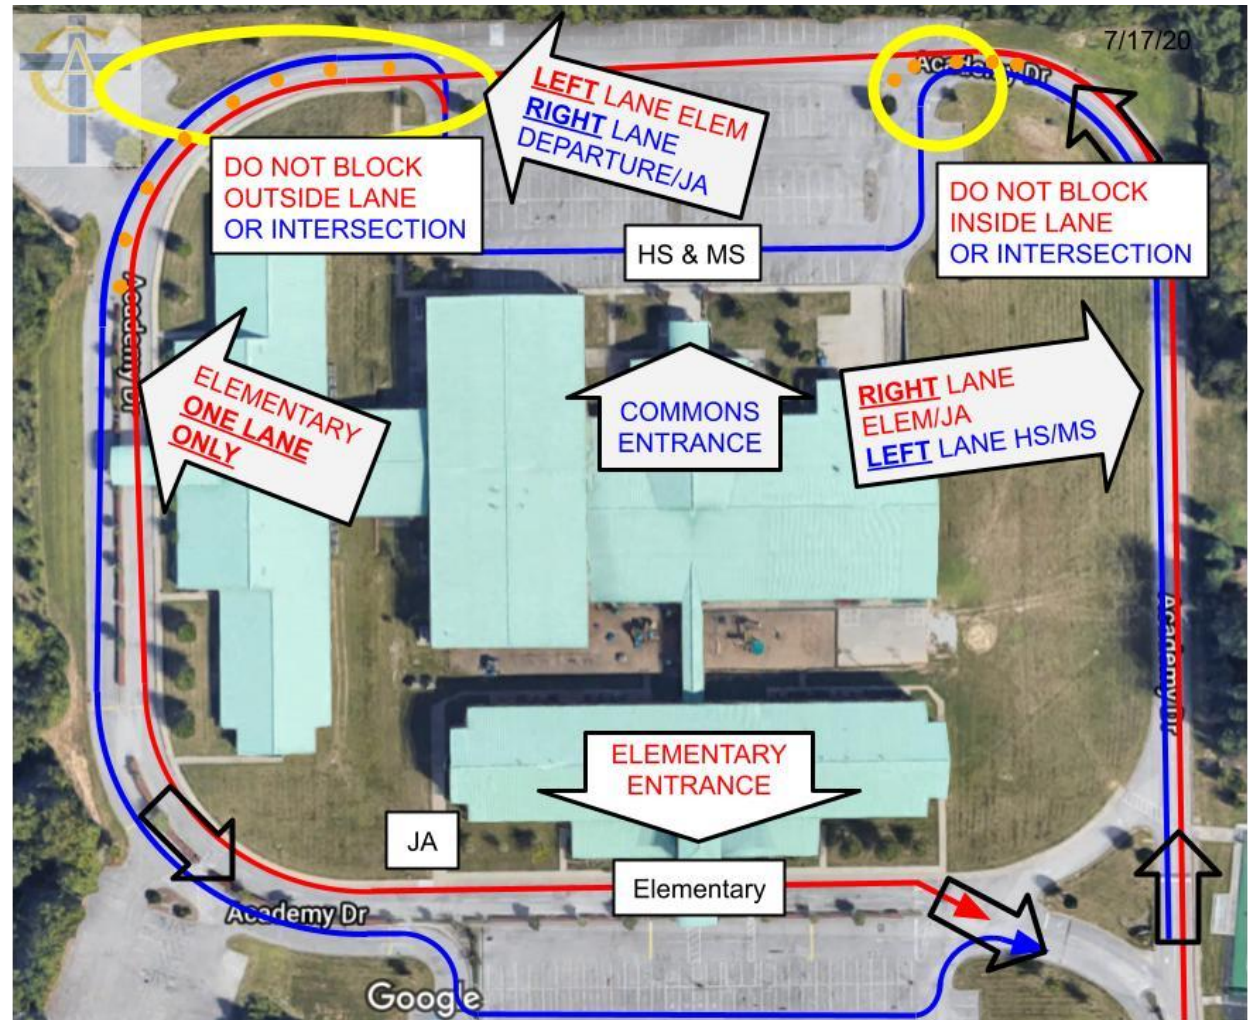 7/17/20
Academy Dr
LEFT LANE ELEM
RIGHT LANE
DEPARTURE/JA
DO NOT BLOCK
OUTSIDE LANE
OR INTERSECTION
DO NOT BLOCK
INSIDE LANE
OR INTERSECTION
HS & MS
Academy Dr
ELEMENTARY
ONE LANE
ONLY
COMMONS
ENTRANCE
RIGHT LANE
ELEM/JA
LEFT LANE HS/MS
Academy Dr
ELEMENTARY
ENTRANCE
JA
Elementary
Academy Dr
Google
CA